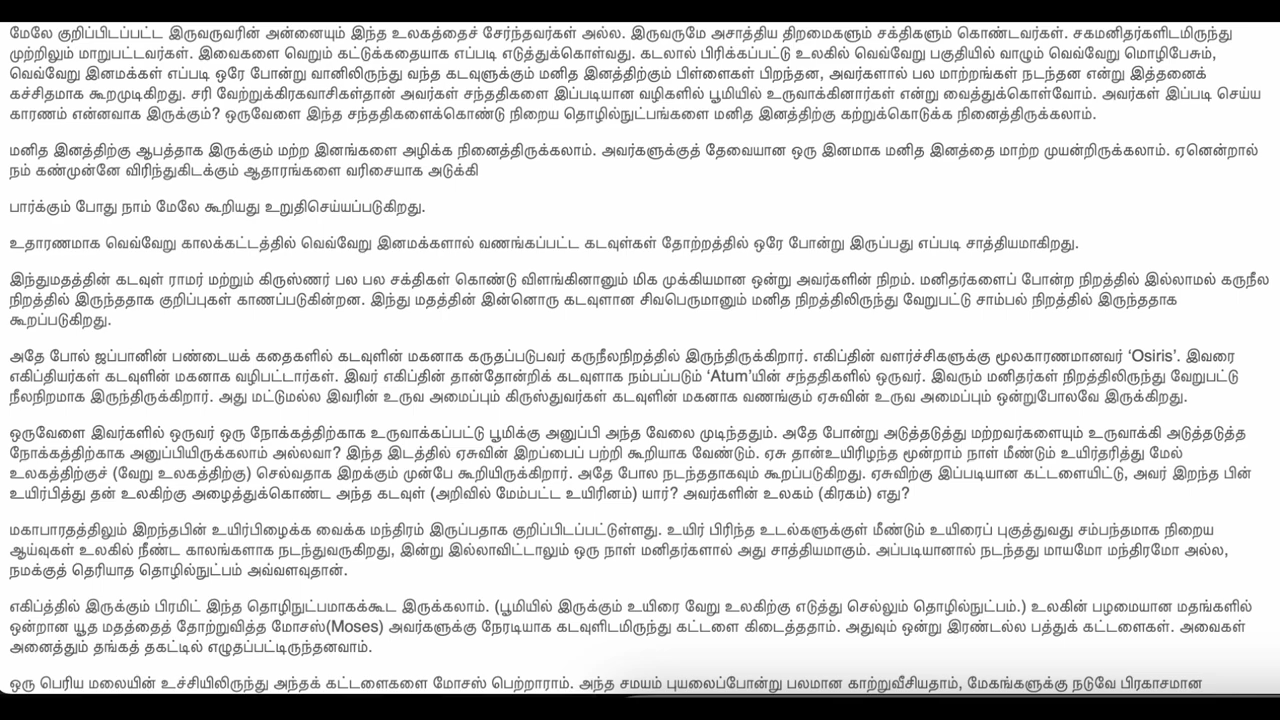 மேலே குறிப்பிடப்பட்ட இருவருவரின் அன்னையும் இந்த உலகத்தைச் சேர்ந்தவர்கள் அல்ல. இருவருமே அசாத்திய திறமைகளும் சக்திகளும் கொண்டவர்கள். சகமனிதர்களிடமிருந்து
முற்றிலும் மாறுபட்டவர்கள். இவைகளை வெறும் கட்டுக்கதையாக எப்படி எடுத்துக்கொள்வது. கடலால் பிரிக்கப்பட்டு உலகில் வெவ்வேறு பகுதியில் வாழும் வெவ்வேறு மொழிபேசும்,
வெவ்வேறு இனமக்கள் எப்படி ஒரே போன்று வானிலிருந்து வந்த கடவுளுக்கும் மனித இனத்திற்கும் பிள்ளைகள் பிறந்தன, அவர்களால் பல மாற்றங்கள் நடந்தன என்று இத்தனைக்
கச்சிதமாக கூறமுடிகிறது. சரி வேற்றுக்கிரகவாசிகள்தான் அவர்கள் சந்ததிகளை இப்படியான வழிகளில் பூமியில் உருவாக்கினார்கள் என்று வைத்துக்கொள்வோம். அவர்கள் இப்படி செய்ய
காரணம் என்னவாக இருக்கும்? ஒருவேளை இந்த சந்ததிகளைக்கொண்டு நிறைய தொழில்நுட்பங்களை மனித இனத்திற்கு கற்றுக்கொடுக்க நினைத்திருக்கலாம்.
மனித இனத்திற்கு ஆபத்தாக இருக்கும் மற்ற இனங்களை அழிக்க நினைத்திருக்கலாம். அவர்களுக்குத் தேவையான ஒரு இனமாக மனித இனத்தை மாற்ற முயன்றிருக்கலாம். ஏனென்றால்
நம் கண்முன்னே விரிந்துகிடக்கும் ஆதாரங்களை வரிசையாக அடுக்கி
பார்க்கும் போது நாம் மேலே கூறியது உறுதிசெய்யப்படுகிறது.
உதாரணமாக வெவ்வேறு காலக்கட்டத்தில் வெவ்வேறு இனமக்களால் வணங்கப்பட்ட கடவுள்கள் தோற்றத்தில் ஒரே போன்று இருப்பது எப்படி சாத்தியமாகிறது.
இந்துமதத்தின் கடவுள் ராமர் மற்றும் கிருஸ்ணர் பல பல சக்திகள் கொண்டு விளங்கினானும் மிக முக்கியமான ஒன்று அவர்களின் நிறம். மனிதர்களைப் போன்ற நிறத்தில் இல்லாமல் கருநீல
நிறத்தில் இருந்ததாக குறிப்புகள் காணப்படுகின்றன. இந்து மதத்தின் இன்னொரு கடவுளான சிவபெருமானும் மனித நிறத்திலிருந்து வேறுபட்டு சாம்பல் நிறத்தில் இருந்ததாக
கூறப்படுகிறது.
அதே போல் ஜப்பானின் பண்டையக் கதைகளில் கடவுளின் மகனாக கருதப்படுபவர் கருநீலநிறத்தில் இருந்திருக்கிறார். எகிப்தின் வளர்ச்சிகளுக்கு மூலகாரணமானவர் ‘Osiris’. இவரை
எகிப்தியர்கள் கடவுளின் மகனாக வழிபட்டார்கள். இவர் எகிப்தின் தான்தோன்றிக் கடவுளாக நம்பப்படும் ‘Atum’யின் சந்ததிகளில் ஒருவர். இவரும் மனிதர்கள் நிறத்திலிருந்து வேறுபட்டு
நீலநிறமாக இருந்திருக்கிறார். அது மட்டுமல்ல இவரின் உருவ அமைப்பும் கிருஸ்துவர்கள் கடவுளின் மகனாக வணங்கும் ஏசுவின் உருவ அமைப்பும் ஒன்றுபோலவே இருக்கிறது.
ஒருவேளை இவர்களில் ஒருவர் ஒரு நோக்கத்திற்காக உருவாக்கப்பட்டு பூமிக்கு அனுப்பி அந்த வேலை முடிந்ததும். அதே போன்று அடுத்தடுத்து மற்றவர்களையும் உருவாக்கி அடுத்தடுத்த
நோக்கத்திற்காக அனுப்பியிருக்கலாம் அல்லவா? இந்த இடத்தில் ஏசுவின் இறப்பைப் பற்றி கூறியாக வேண்டும். ஏசு தான்உயிரிழந்த மூன்றாம் நாள் மீண்டும் உயிர்தரித்து மேல்
உலகத்திற்குச் (வேறு உலகத்திற்கு) செல்வதாக இறக்கும் முன்பே கூறியிருக்கிறார். அதே போல நடந்ததாகவும் கூறப்படுகிறது. ஏசுவிற்கு இப்படியான கட்டளையிட்டு, அவர் இறந்த பின்
உயிர்பித்து தன் உலகிற்கு அழைத்துக்கொண்ட அந்த கடவுள் (அறிவில் மேம்பட்ட உயிரினம்) யார்? அவர்களின் உலகம் (கிரகம்) எது?
மகாபாரதத்திலும் இறந்தபின் உயிர்பிழைக்க வைக்க மந்திரம் இருப்பதாக குறிப்பிடப்பட்டுள்ளது. உயிர் பிரிந்த உடல்களுக்குள் மீண்டும் உயிரைப் புகுத்துவது சம்பந்தமாக நிறைய
ஆய்வுகள் உலகில் நீண்ட காலங்களாக நடந்துவருகிறது, இன்று இல்லாவிட்டாலும் ஒரு நாள் மனிதர்களால் அது சாத்தியமாகும். அப்படியானால் நடந்தது மாயமோ மந்திரமோ அல்ல,
நமக்குத் தெரியாத தொழில்நுட்பம் அவ்வளவுதான்.
எகிப்த்தில் இருக்கும் பிரமிட் இந்த தொழிநுட்பமாகக்கூட இருக்கலாம். (பூமியில் இருக்கும் உயிரை வேறு உலகிற்கு எடுத்து செல்லும் தொழில்நுட்பம்.) உலகின் பழமையான மதங்களில்
ஒன்றான யூத மதத்தைத் தோற்றுவித்த மோசஸ்(Moses) அவர்களுக்கு நேரடியாக கடவுளிடமிருந்து கட்டளை கிடைத்ததாம். அதுவும் ஒன்று இரண்டல்ல பத்துக் கட்டளைகள். அவைகள்
அனைத்தும் தங்கத் தகட்டில் எழுதப்பட்டிருந்தனவாம்.
ஒரு பெரிய மலையின் உச்சியிலிருந்து அந்தக் கட்டளைகளை மோசஸ் பெற்றாராம். அந்த சமயம் புயலைப்போன்று பலமான காற்றுவீசியதாம், மேகங்களுக்கு நடுவே பிரகாசமான